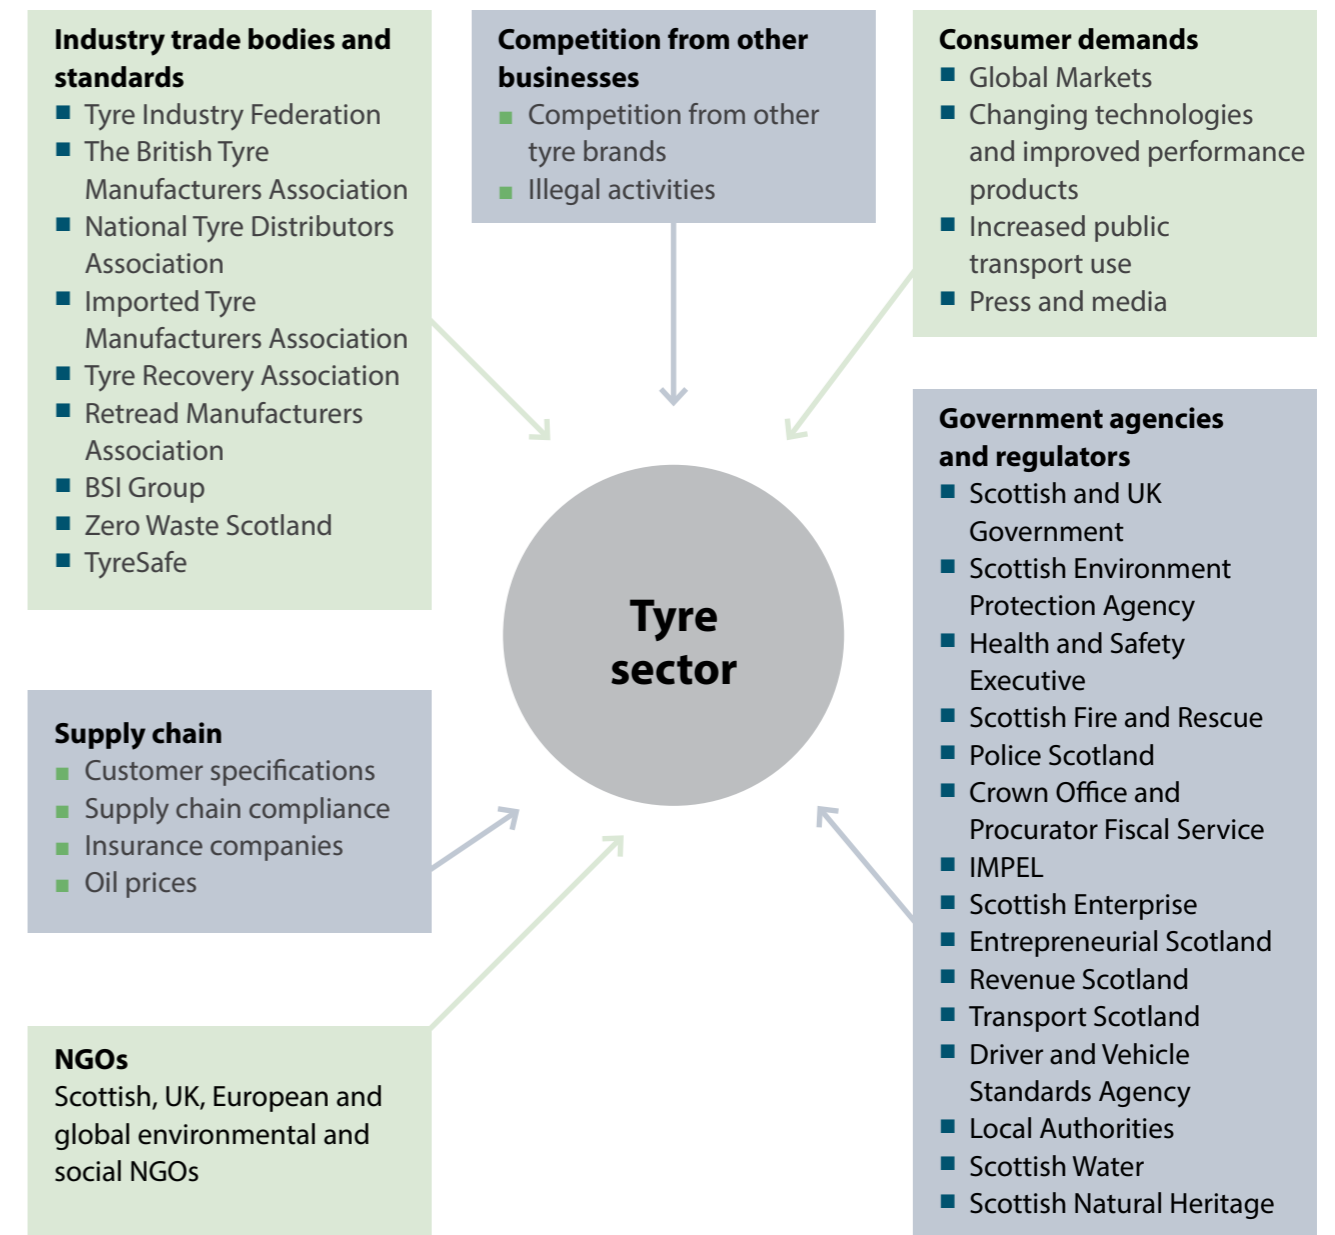 Industry trade bodies and
standards
Tyre Industry Federation
The British Tyre
Manufacturers Association
National Tyre Distributors
Association
Imported Tyre
Manufacturers Association
Tyre Recovery Association
Retread Manufacturers
Association
BSI Group
Zero Waste Scotland
TyreSafe
Competition from other
businesses
Competition from other
tyre brands
Illegal activities
Consumer demands
Global Markets
Changing technologies
and improved performance
products
Increased public
transport use
Press and media
Tyre
sector
Government agencies
and regulators
Scottish and UK
Government
Scottish Environment
Protection Agency
Health and Safety
Executive
Scottish Fire and Rescue
Police Scotland
Crown Office and
Procurator Fiscal Service
IMPEL
Scottish Enterprise
Entrepreneurial Scotland
Revenue Scotland
Transport Scotland
Driver and Vehicle
Standards Agency
Local Authorities
Scottish Water
Scottish Natural Heritage
Supply chain
Customer specifications
Supply chain compliance
Insurance companies
Oil prices
NGOs
Scottish, UK, European and
global environmental and
social NGOs